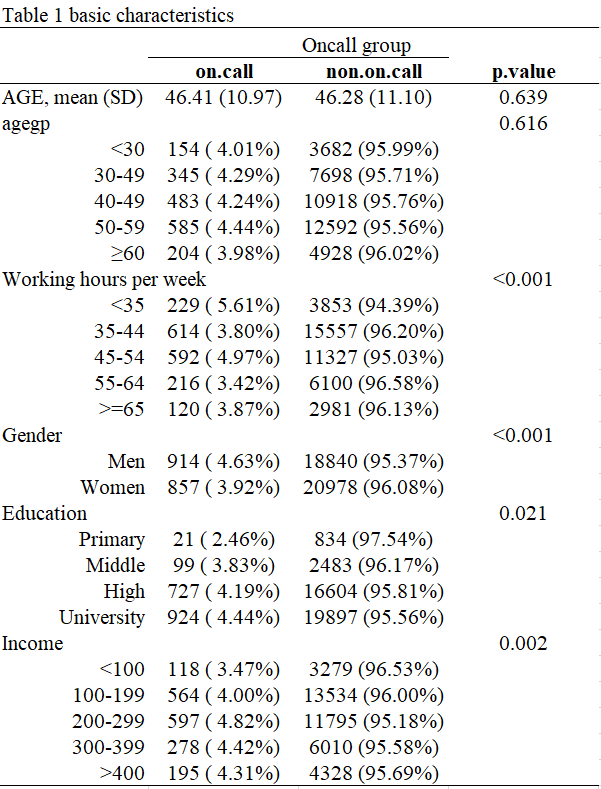 Table 1 basic characteristics
Oncall group
on.call non.on.call p.value
AGE, mean (SD) 46.41 (10.97) 46.28 (11.10) 0.639
agegp 0.616
<30 154 ( 4.01%) 3682 (95.99%)
30-49 345 ( 4.29%) 7698 (95.71%)
40-49 483 ( 4.24%) 10918 (95.76%)
50-59 585 ( 4.44%) 12592 (95.56%)
≥60 204 ( 3.98%) 4928 (96.02%)
Working hours per week <0.001
<35 229 ( 5.61%) 3853 (94.39%)
35-44 614 ( 3.80%) 15557 (96.20%)
45-54 592 ( 4.97%) 11327 (95.03%)
55-64 216 ( 3.42%) 6100 (96.58%)
>=65 120 ( 3.87%) 2981 (96.13%)
Gender <0.001
Men 914 ( 4.63%) 18840 (95.37%)
Women 857 ( 3.92%) 20978 (96.08%)
Education 0.021
Primary 21 ( 2.46%) 834 (97.54%)
Middle 99 ( 3.83%) 2483 (96.17%)
High 727 ( 4.19%) 16604 (95.81%)
University 924 ( 4.44%) 19897 (95.56%)
Income 0.002
<100 118 ( 3.47%) 3279 (96.53%)
100-199 564 ( 4.00%) 13534 (96.00%)
200-299 597 ( 4.82%) 11795 (95.18%)
300-399 278 ( 4.42%) 6010 (95.58%)
>400 195 ( 4.31%) 4328 (95.69%)